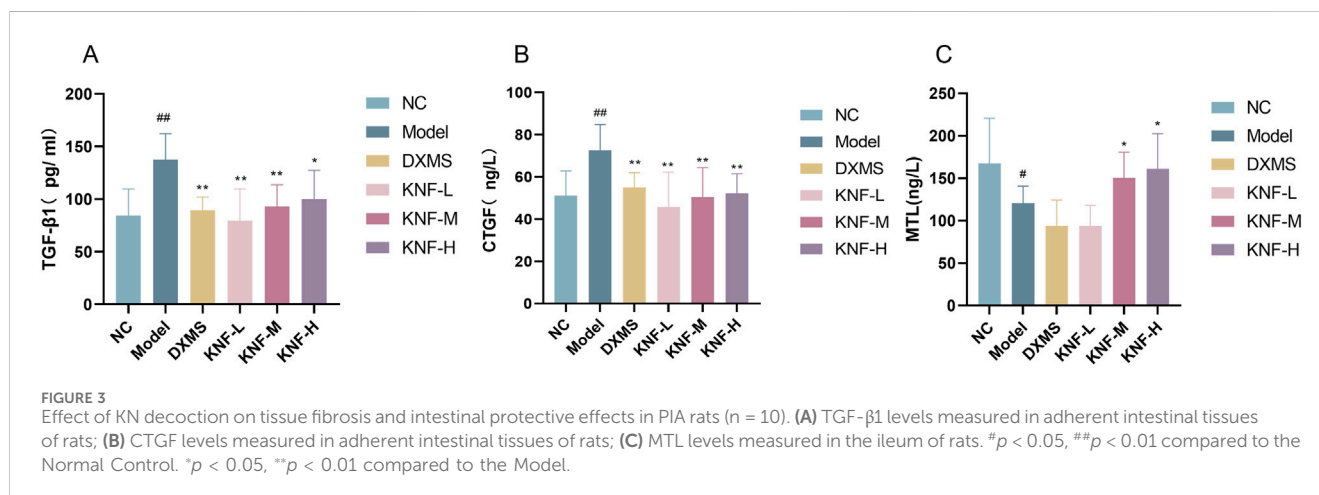 A
TGF-β1( pg/ ml)
200
150
100
50
0
##
**
**
**
*
NC
Model
DXMS
KNF-L
KNF-M
KNF-H
NC
Model
DXMS
KNF-L
KNF-M
KNF-H
B
CTGF( ng/L)
100
80
60
40
20
0
##
**
**
**
**
NC
Model
DXMS
KNF-L
KNF-M
KNF-H
NC
Model
DXMS
KNF-L
KNF-M
KNF-H
C
MTL(ng/L)
250
200
150
100
50
0
#
*
*
NC
Model
DXMS
KNF-L
KNF-M
KNF-H
NC
Model
DXMS
KNF-L
KNF-M
KNF-H
FIGURE 3
Effect of KN decoction on tissue fibrosis and intestinal protective effects in PIA rats (n = 10). (A) TGF-β1 levels measured in adherent intestinal tissues
of rats; (B) CTGF levels measured in adherent intestinal tissues of rats; (C) MTL levels measured in the ileum of rats. #p < 0.05, ##p < 0.01 compared to the
Normal Control. *p < 0.05, **p < 0.01 compared to the Model.